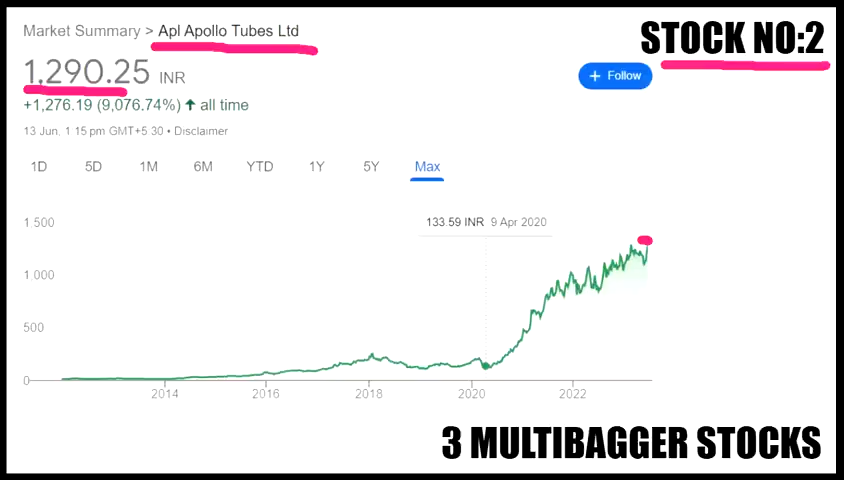 Market Summary > Apl Apollo Tubes Ltd
STOCK NO:2
1,290.25 INR
+ Follow
+1,276.19 (9,076.74%) ↑ all time
13 Jun, 1 15 pm GMT+5 30 • Disclaimer
1D 5D 1M 6M YTD 1Y 5Y Max
1 500
133.59 INR 9 Apr 2020
1 000
500
0
2014 2016 2018 2020 2022
3 MULTIBAGGER STOCKS